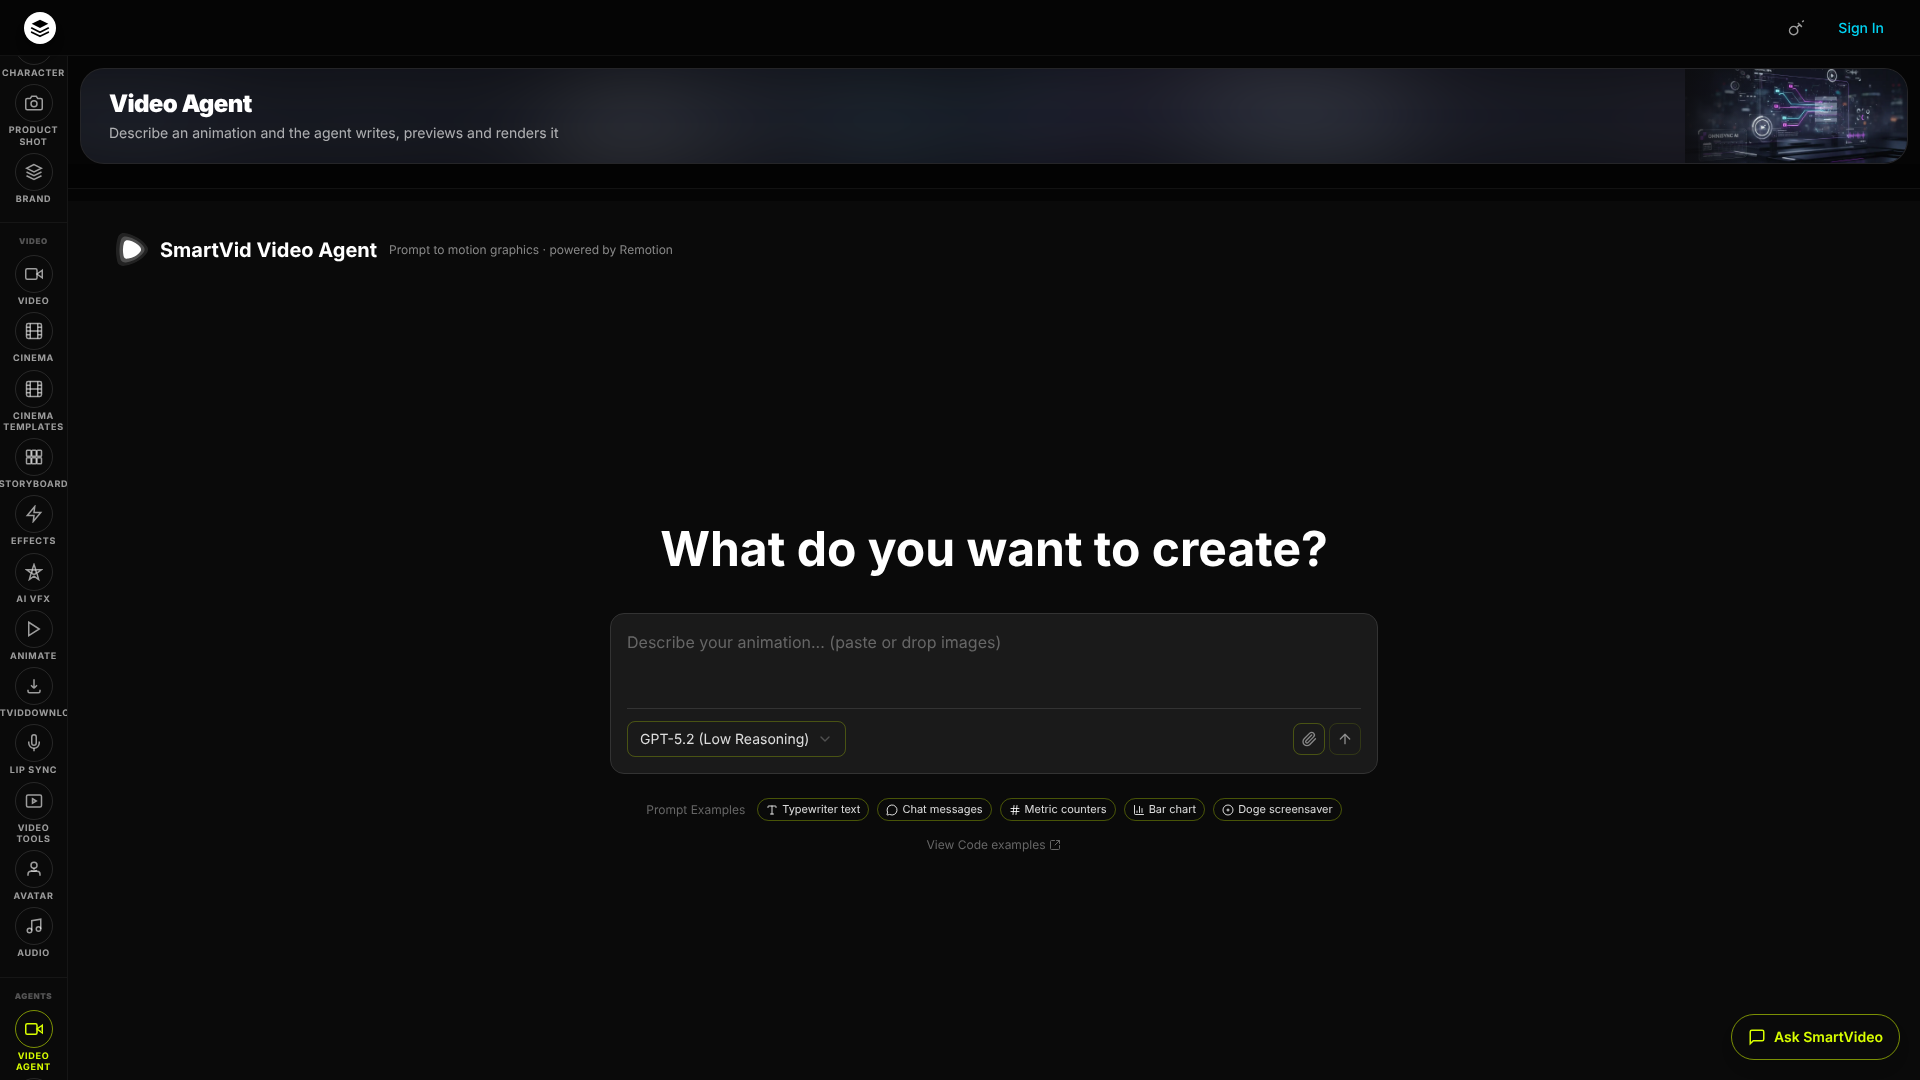 Sign In
CHARACTER
PRODUCT
SHOT
BRAND
VIDEO
VIDEO
CINEMA
CINEMA
TEMPLATES
STORYBOARD
EFFECTS
AI VFX
ANIMATE
TVIDDOWNLO
LIP SYNC
VIDEO
TOOLS
AVATAR
AUDIO
AGENTS
VIDEO
AGENT
Video Agent
Describe an animation and the agent writes, previews and renders it
SmartVid Video Agent
Prompt to motion graphics · powered by Remotion
What do you want to create?
Describe your animation... (paste or drop images)
GPT-5.2 (Low Reasoning)
Prompt Examples
Typewriter text
Chat messages
Metric counters
Bar chart
Doge screensaver
View Code examples
Ask SmartVideo